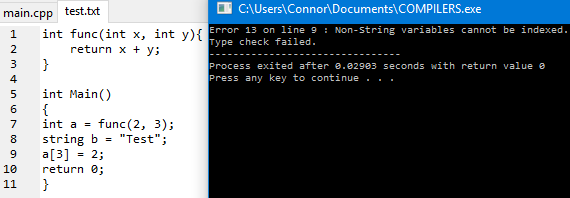 main.cpp test.txt
1 int func(int x, int y){
2 return x + y;
3 }
4
5 int Main()
6 {
7 int a = func(2, 3);
8 string b = "Test";
9 a[3] = 2;
10 return 0;
11 }
C:\Users\Connor\Documents\COMPILERS.exe
Error 13 on line 9 : Non-String variables cannot be indexed.
Type check failed.
--------------------------------
Process exited after 0.02903 seconds with return value 0
Press any key to continue . . .